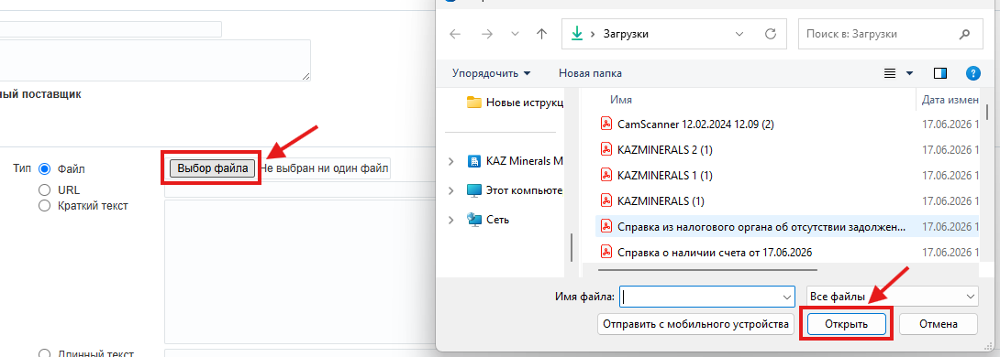 ный поставщик
Тип
Файл
Выбор файла
Не выбран ни один файл
URL
Краткий текст
Длинный текст
Загрузки
Поиск в: Загрузки
Упорядочить
Новая папка
Новые иструкц
KAZ Minerals M
Этот компьюте
Сеть
Имя
Дата измен
CamScanner 12.02.2024 12.09 (2)
17.06.2026 1
KAZMINERALS 2 (1)
17.06.2026 1
KAZMINERALS 1 (1)
17.06.2026 1
KAZMINERALS (1)
17.06.2026 1
Справка из налогового органа об отсутствии задолжен...
17.06.2026 1
Справка о наличии счета от 17.06.2026
17.06.2026 1
Имя файла:
Все файлы
Отправить с мобильного устройства
Открыть
Отмена